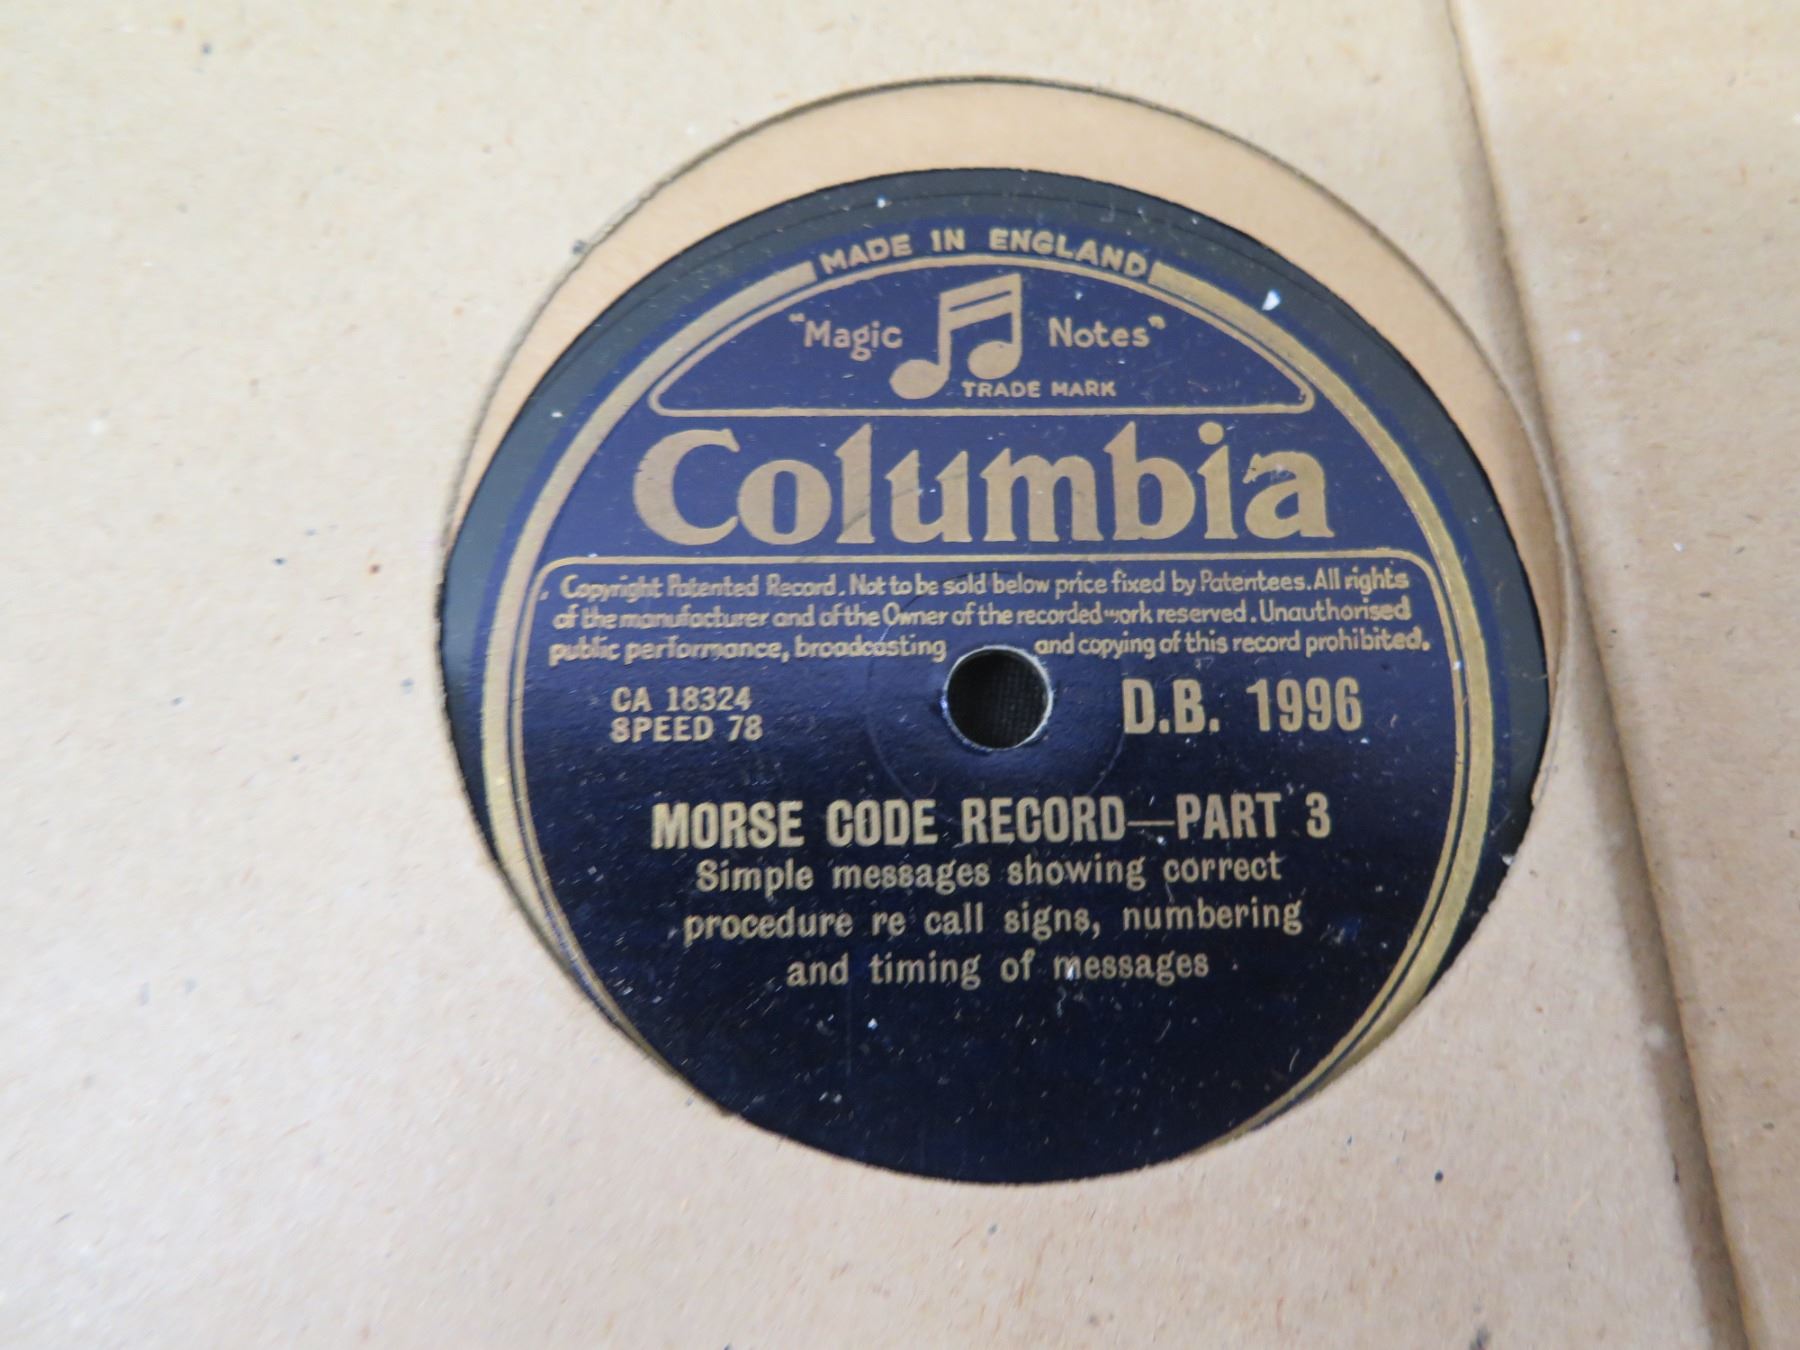 MADE IN ENGLAND
"Magic Notes"
TRADE MARK
Columbia
Copyright Patented Record. Not to be sold below price fixed by Patentees. All rights
of the manufacturer and of the Owner of the recorded work reserved. Unauthorised
public performance, broadcasting and copying of this record prohibited.
CA 18324
SPEED 78
D.B. 1996
MORSE CODE RECORD—PART 3
Simple messages showing correct
procedure re call signs, numbering
and timing of messages